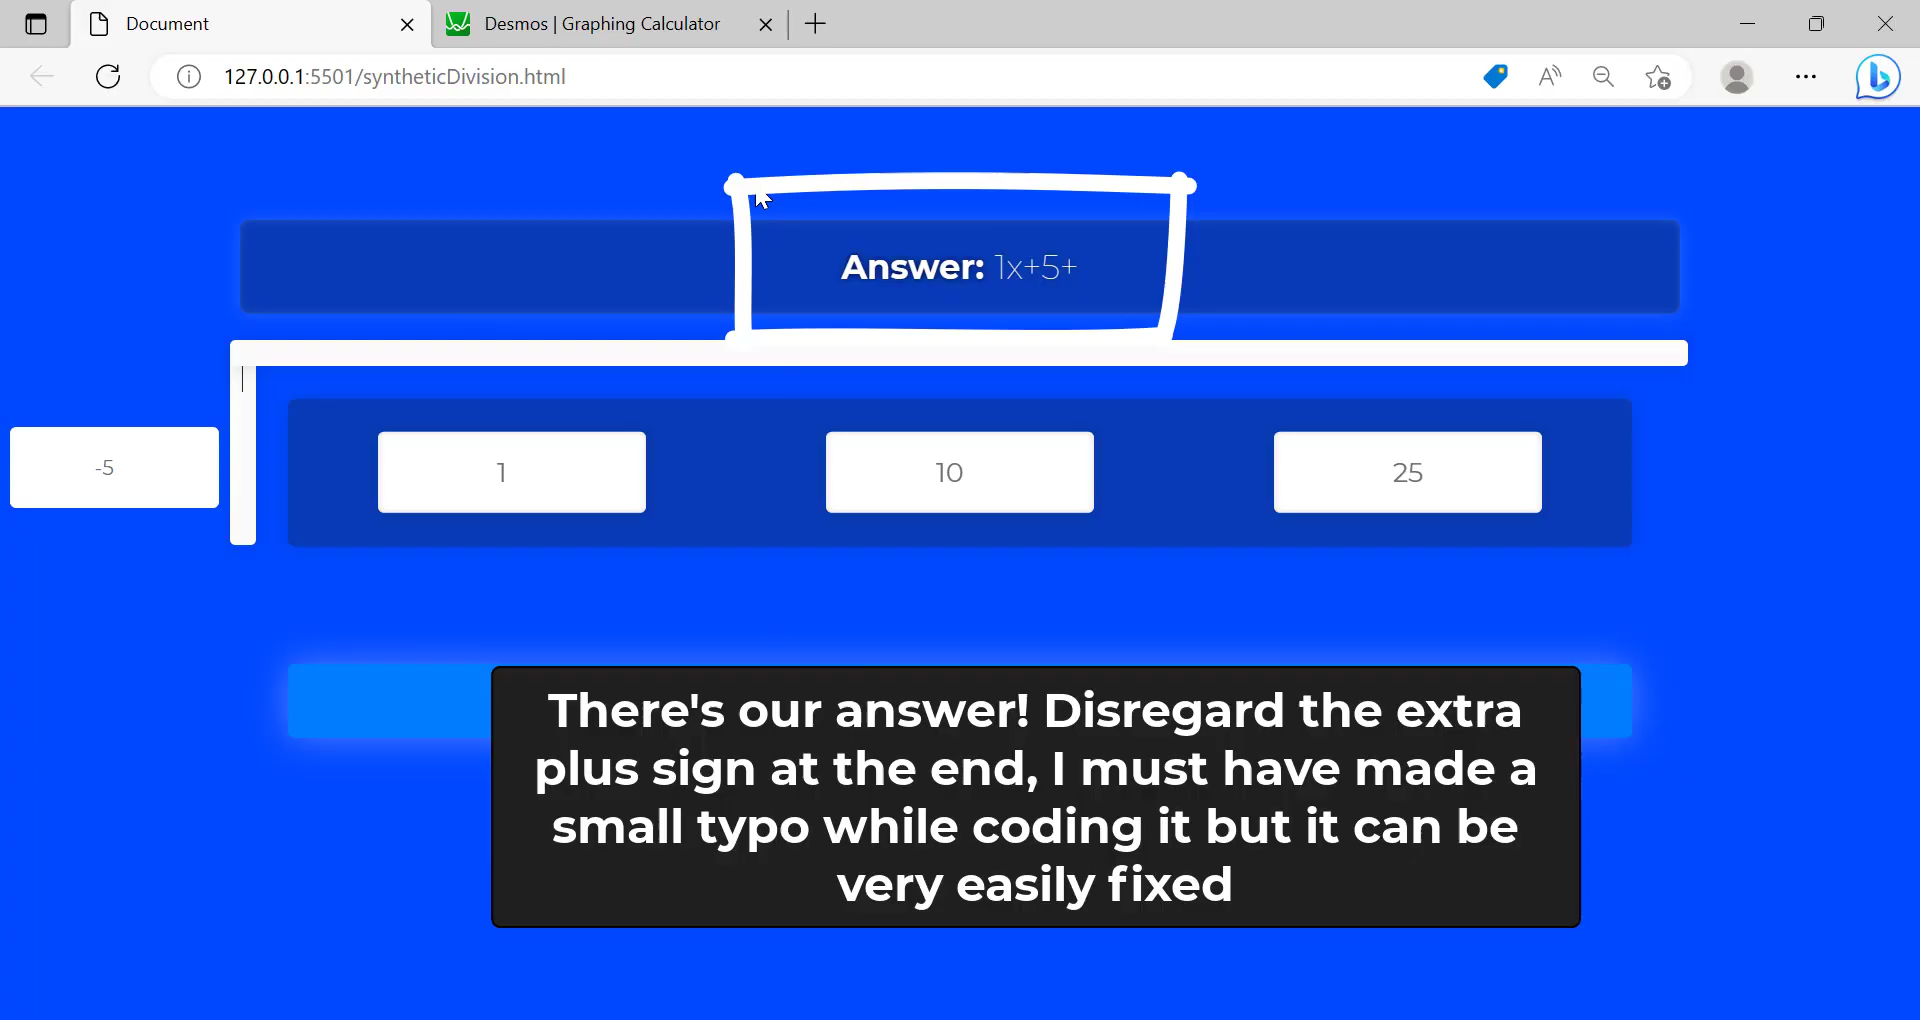 Document
Desmos | Graphing Calculator
127.0.0.1:5501/syntheticDivision.html
Answer: 1x+5+
-5
1
10
25
There's our answer! Disregard the extra
plus sign at the end, I must have made a
small typo while coding it but it can be
very easily fixed